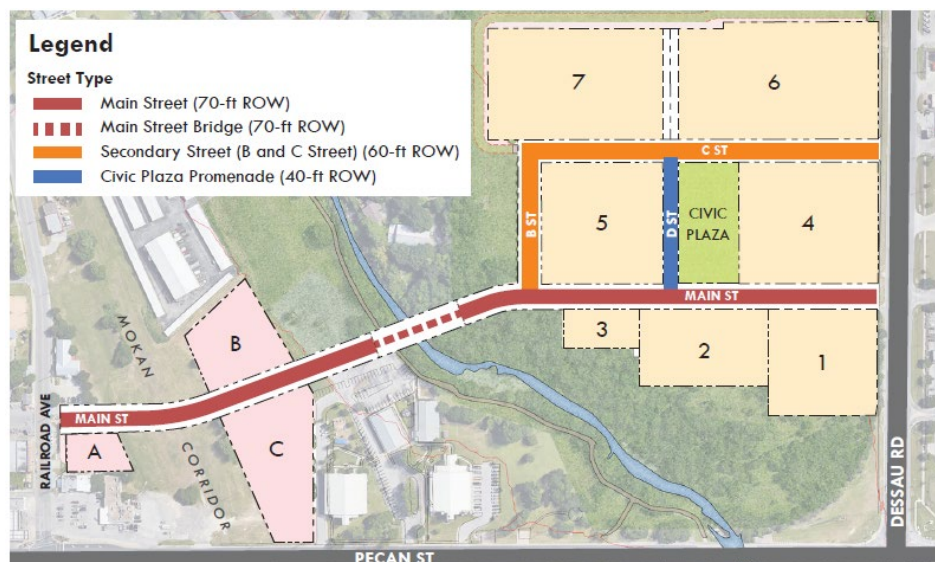 Legend
Street Type
Main Street (70-ft ROW)
Main Street Bridge (70-ft ROW)
Secondary Street (B and C Street) (60-ft ROW)
Civic Plaza Promenade (40-ft ROW)
7
6
C ST
B ST
5
D ST
CIVIC
PLAZA
4
MAIN ST
3
2
1
MOKAN
CORRIDOR
B
MAIN ST
A
C
RAILROAD AVE
DESSAU RD
PECAN ST